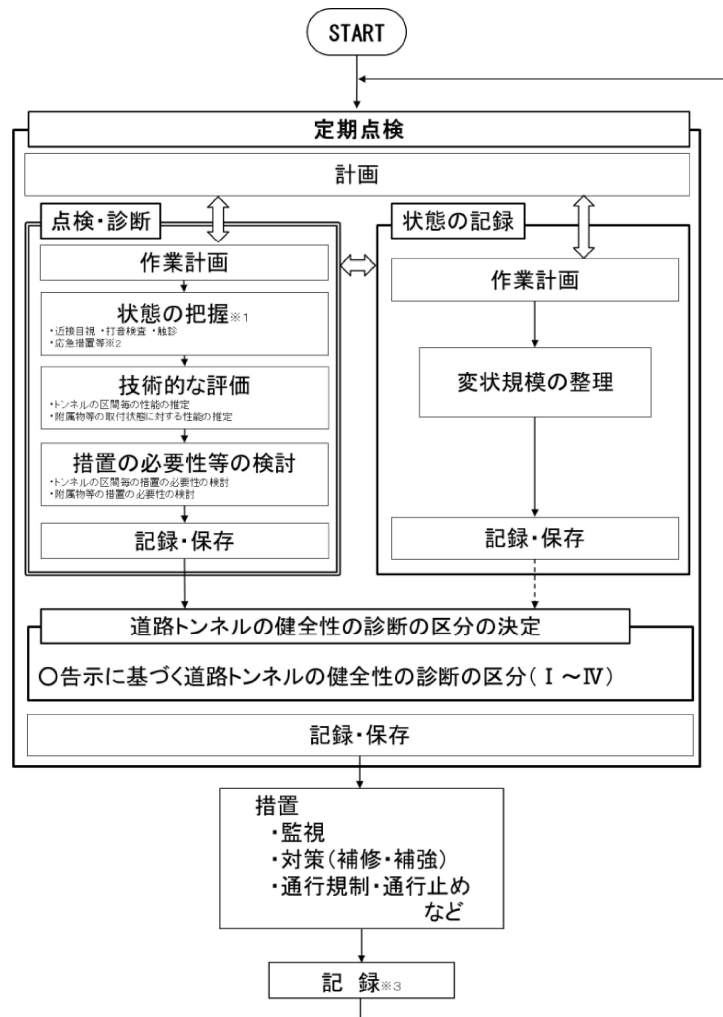 START
定期点検
計画
点検・診断
作業計画
状態の把握※1
・近接目視 ・打音検査 ・触診
・応急措置等※2
技術的な評価
・トンネルの区間毎の性能の推定
・附属物等の取付状態に対する性能の推定
措置の必要性等の検討
・トンネルの区間毎の措置の必要性の検討
・附属物等の措置の必要性の検討
記録・保存
状態の記録
作業計画
変状規模の整理
記録・保存
道路トンネルの健全性の診断の区分の決定
○告示に基づく道路トンネルの健全性の診断の区分(Ⅰ～Ⅳ)
記録・保存
措置
・監視
・対策(補修・補強)
・通行規制・通行止め
など
記 録※3